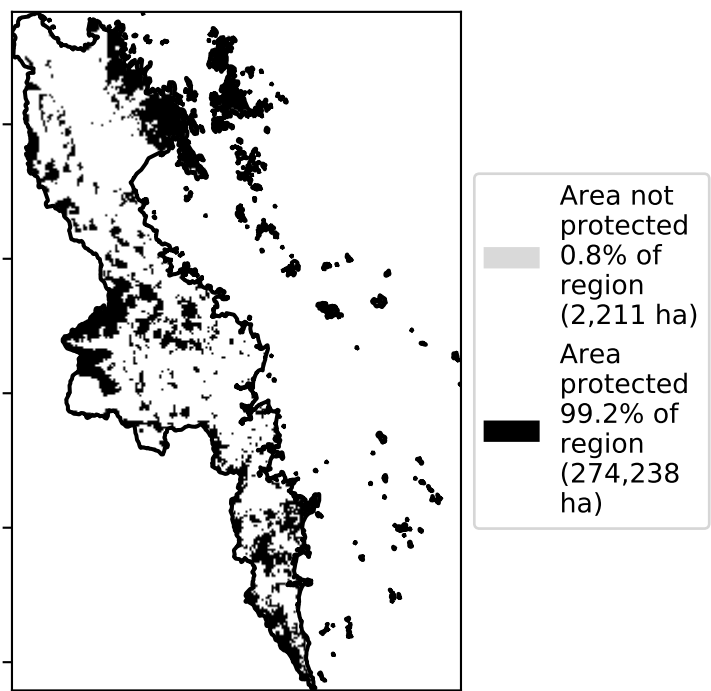 Area not
protected
0.8% of
region
(2,211 ha)
Area
protected
99.2% of
region
(274,238
ha)